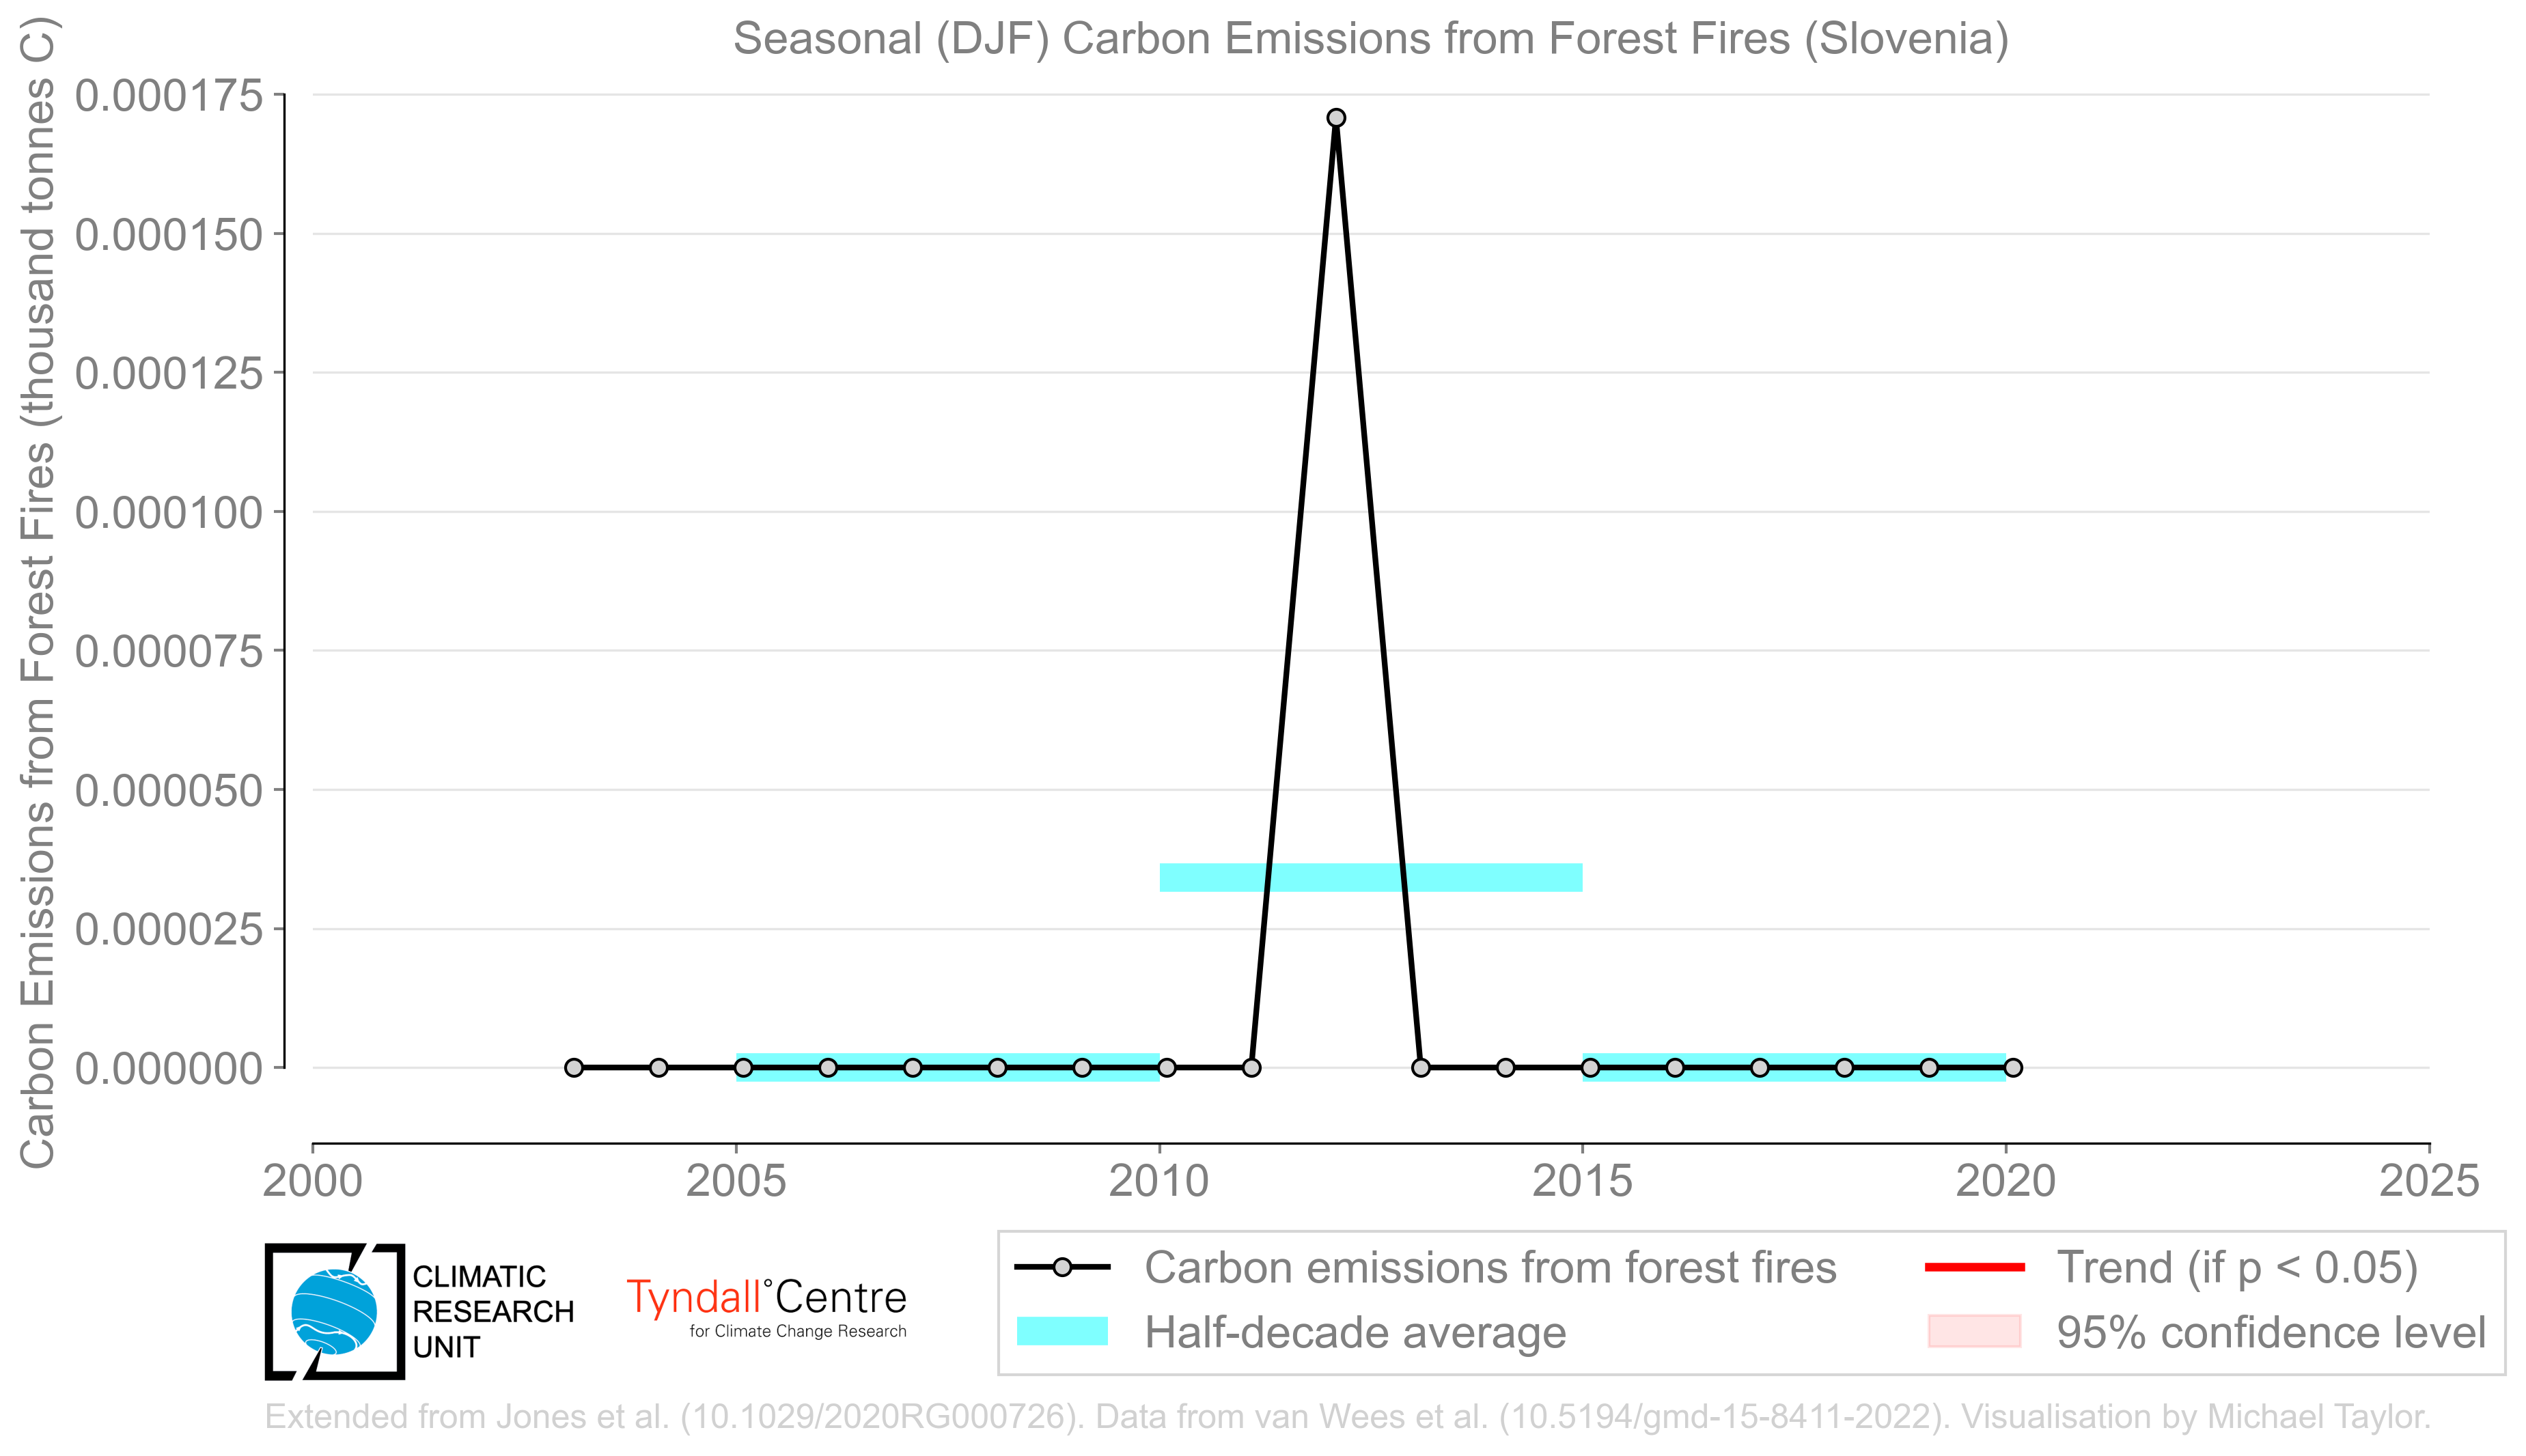 Seasonal (DJF) Carbon Emissions from Forest Fires (Slovenia)
Carbon Emissions from Forest Fires (thousand tonnes C)
0.000175
0.000150
0.000125
0.000100
0.000075
0.000050
0.000025
0.000000
2000 2005 2010 2015 2020 2025
CLIMATIC
RESEARCH
UNIT
Tyndall°Centre
for Climate Change Research
Carbon emissions from forest fires
Half-decade average
Trend (if p < 0.05)
95% confidence level
Extended from Jones et al. (10.1029/2020RG000726). Data from van Wees et al. (10.5194/gmd-15-8411-2022). Visualisation by Michael Taylor.